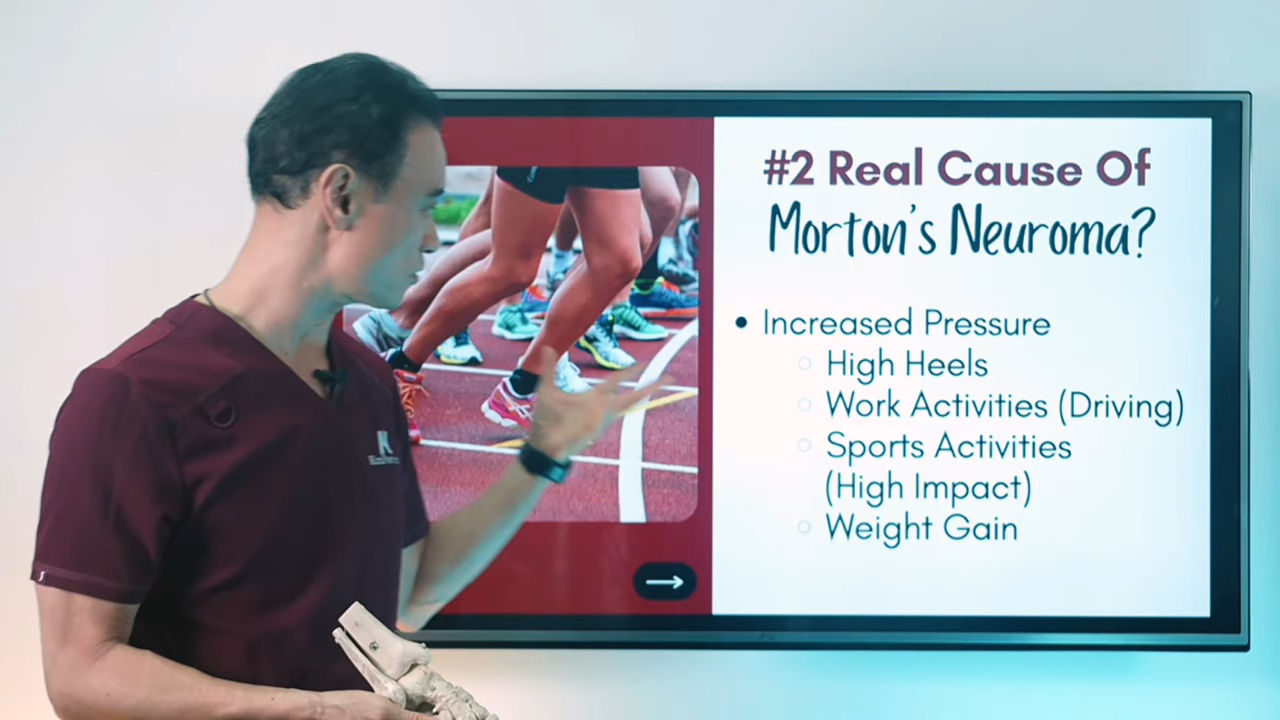 #2 Real Cause Of
Morton's Neuroma?
• Increased Pressure
○ High Heels
○ Work Activities (Driving)
○ Sports Activities
(High Impact)
○ Weight Gain